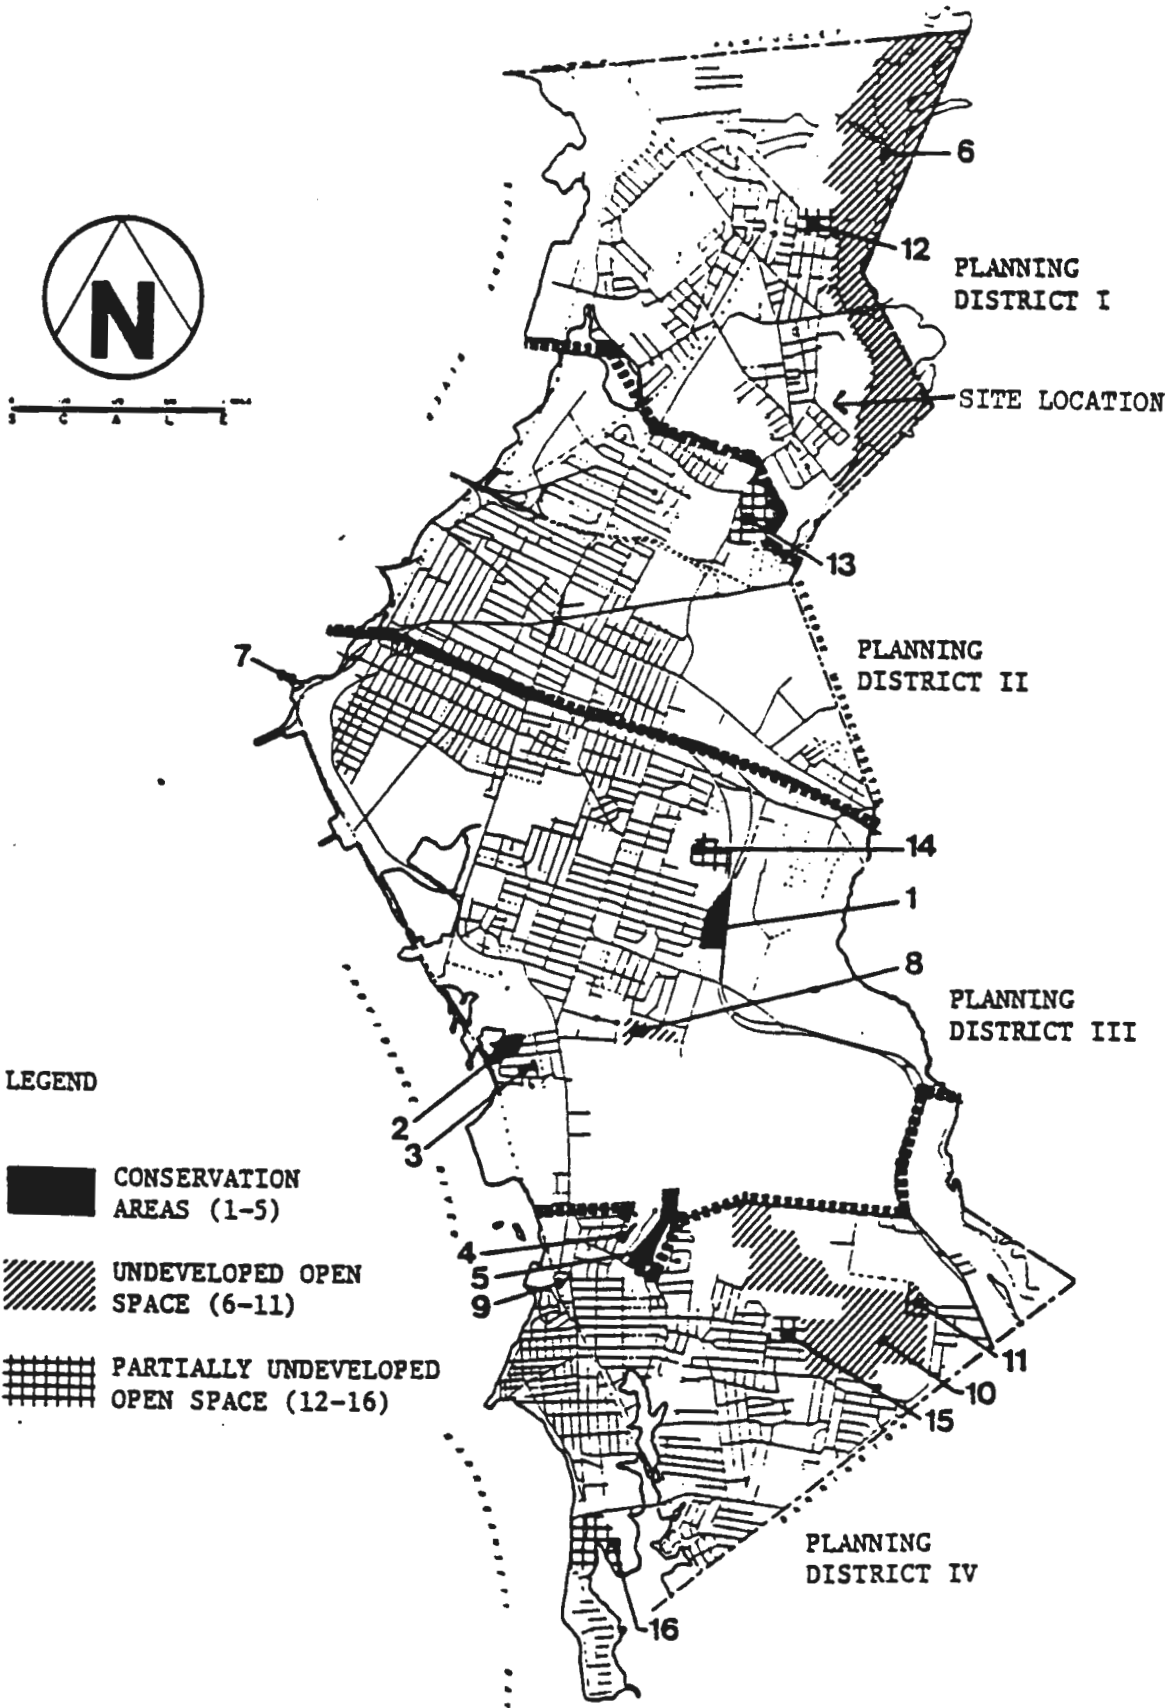 PAWTUCKET
6
12
PLANNING
DISTRICT I
N
SITE LOCATION
SCALE
13
7
PLANNING
DISTRICT II
14
1
8
PLANNING
DISTRICT III
LEGEND
2
3
CONSERVATION
AREAS (1-5)
4
5
9
UNDEVELOPED OPEN
SPACE (6-11)
11
10
15
PARTIALLY UNDEVELOPED
OPEN SPACE (12-16)
PLANNING
DISTRICT IV
16